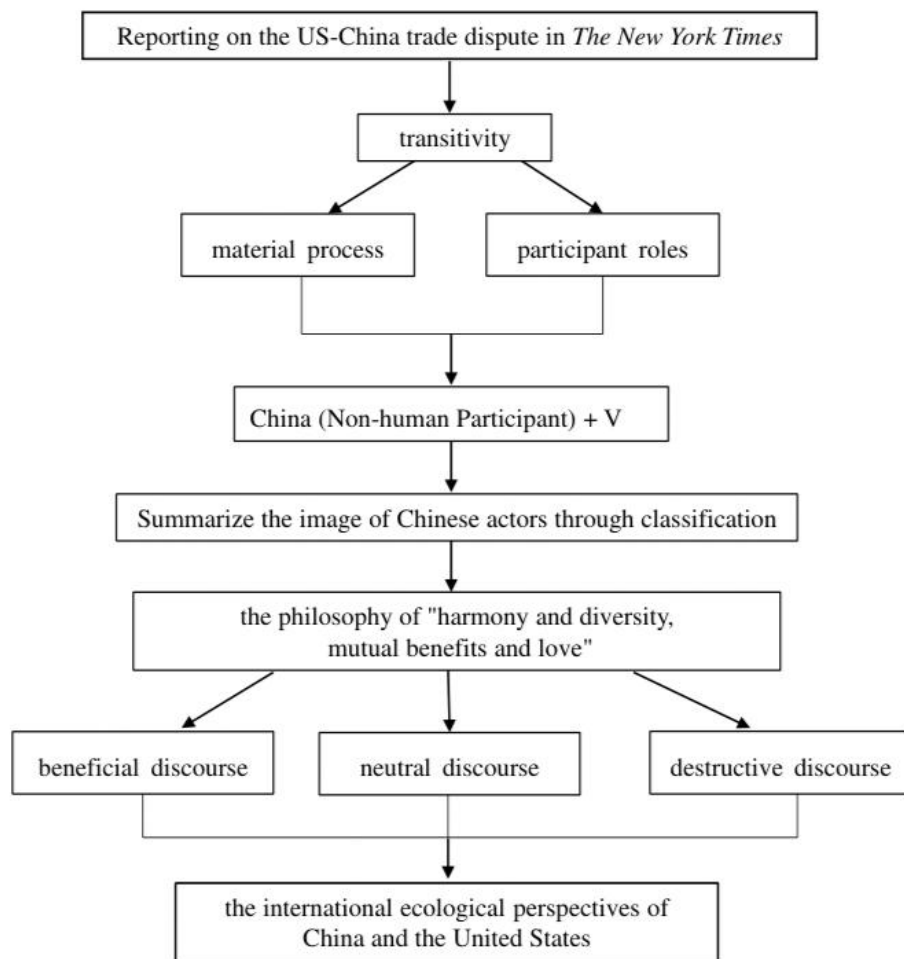 Reporting on the US-China trade dispute in The New York Times
transitivity
material process
participant roles
China (Non-human Participant) + V
Summarize the image of Chinese actors through classification
the philosophy of "harmony and diversity,
mutual benefits and love"
beneficial discourse
neutral discourse
destructive discourse
the international ecological perspectives of
China and the United States